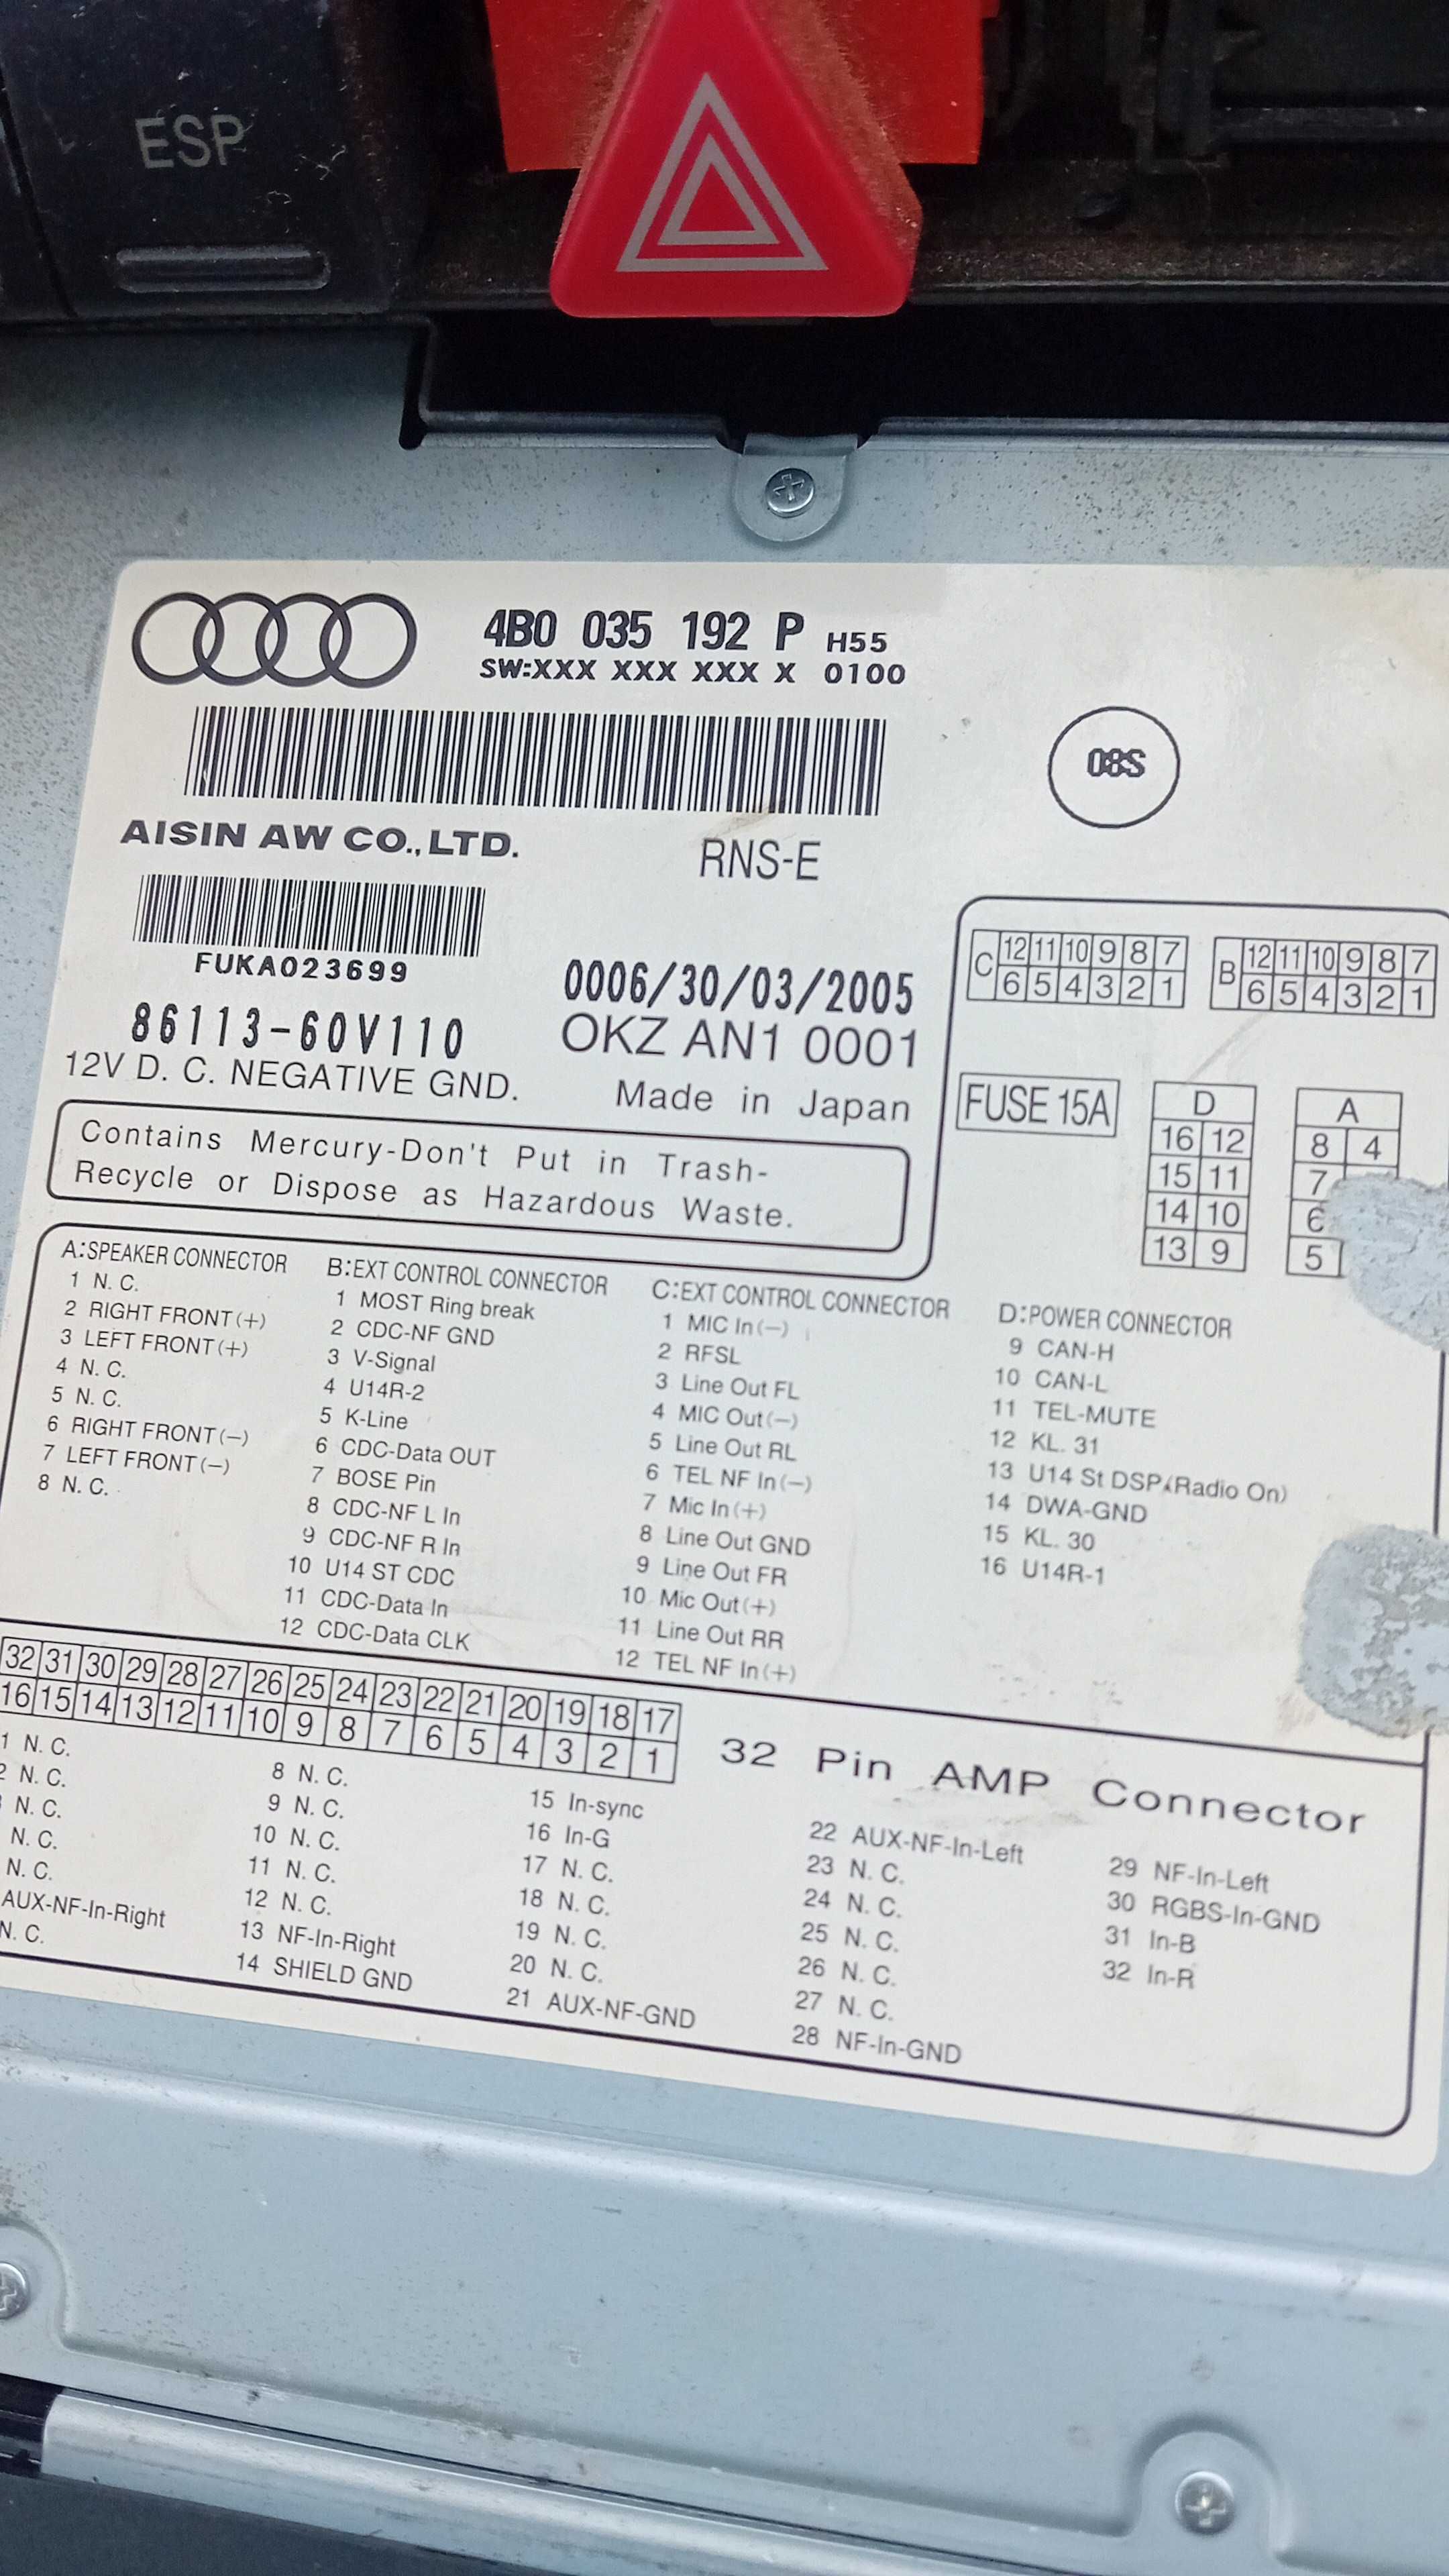 ESP
4B0 035 192 P H55
SW:XXX XXX XXX X 0100
08S
AISIN AW CO., LTD.
RNS-E
FUKA023699
0006/30/03/2005
86113-60V110
OKZ AN1 0001
12V D. C. NEGATIVE GND.
Made in Japan
C 12 11 10 9 8 7
6 5 4 3 2 1
B 12 11 10 9 8 7
6 5 4 3 2 1
FUSE 15A
D
16 12
15 11
14 10
13 9
A
8 4
7
6
5
Contains Mercury-Don't Put in Trash-
Recycle or Dispose as Hazardous Waste.
A:SPEAKER CONNECTOR
1 N. C.
2 RIGHT FRONT(+)
3 LEFT FRONT(+)
4 N. C.
5 N. C.
6 RIGHT FRONT(−)
7 LEFT FRONT(−)
8 N. C.
B:EXT CONTROL CONNECTOR
1 MOST Ring break
2 CDC-NF GND
3 V-Signal
4 U14R-2
5 K-Line
6 CDC-Data OUT
7 BOSE Pin
8 CDC-NF L In
9 CDC-NF R In
10 U14 ST CDC
11 CDC-Data In
12 CDC-Data CLK
C:EXT CONTROL CONNECTOR
1 MIC In(−)
2 RFSL
3 Line Out FL
4 MIC Out(−)
5 Line Out RL
6 TEL NF In(−)
7 Mic In(+)
8 Line Out GND
9 Line Out FR
10 Mic Out(+)
11 Line Out RR
12 TEL NF In(+)
D:POWER CONNECTOR
9 CAN-H
10 CAN-L
11 TEL-MUTE
12 KL. 31
13 U14 St DSP(Radio On)
14 DWA-GND
15 KL. 30
16 U14R-1
32 31 30 29 28 27 26 25 24 23 22 21 20 19 18 17
16 15 14 13 12 11 10 9 8 7 6 5 4 3 2 1
32 Pin AMP Connector
1 N. C.
2 N. C.
N. C.
N. C.
N. C.
AUX-NF-In-Right
N. C.
8 N. C.
9 N. C.
10 N. C.
11 N. C.
12 N. C.
13 NF-In-Right
14 SHIELD GND
15 In-sync
16 In-G
17 N. C.
18 N. C.
19 N. C.
20 N. C.
21 AUX-NF-GND
22 AUX-NF-In-Left
23 N. C.
24 N. C.
25 N. C.
26 N. C.
27 N. C.
28 NF-In-GND
29 NF-In-Left
30 RGBS-In-GND
31 In-B
32 In-R